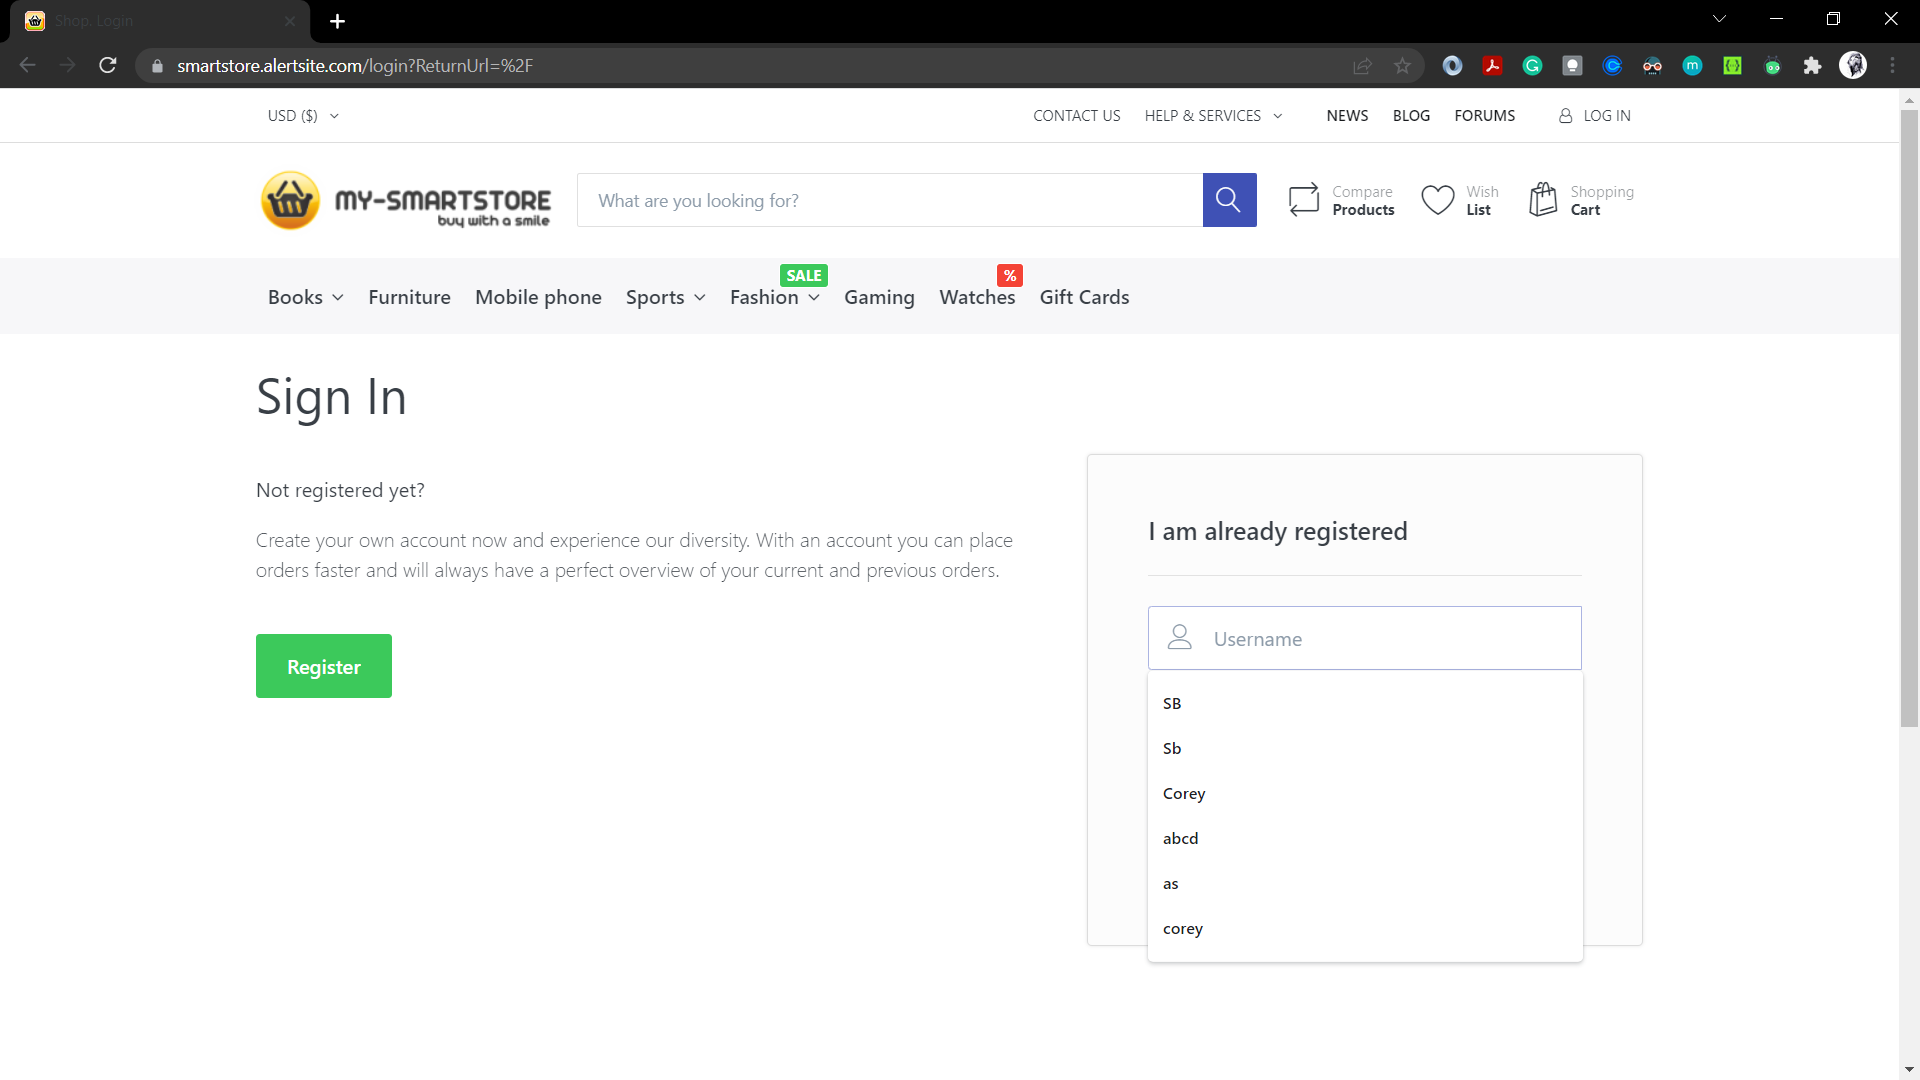 Shop. Login
smartstore.alertsite.com/login?ReturnUrl=%2F
USD ($)
CONTACT US
HELP & SERVICES
NEWS
BLOG
FORUMS
LOG IN
MY-SMARTSTORE
buy with a smile
What are you looking for?
Compare
Products
Wish
List
Shopping
Cart
SALE
%
Books
Furniture
Mobile phone
Sports
Fashion
Gaming
Watches
Gift Cards
Sign In
Not registered yet?
Create your own account now and experience our diversity. With an account you can place
orders faster and will always have a perfect overview of your current and previous orders.
Register
I am already registered
Username
SB
Sb
Corey
abcd
as
corey